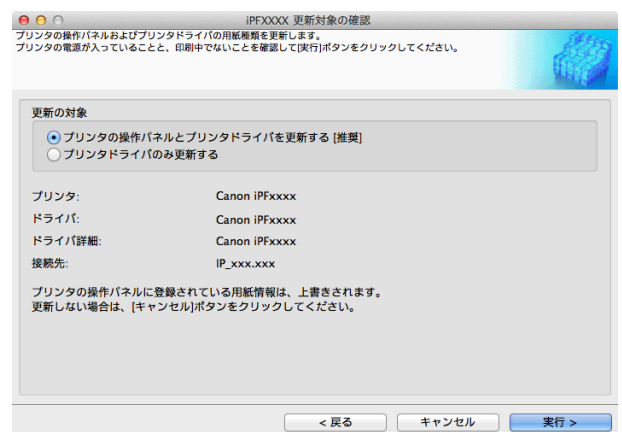 iPFXXXX 更新対象の確認
プリンタの操作パネルおよびプリンタドライバの用紙種類を更新します。
プリンタの電源が入っていることと、印刷中でないことを確認して[実行]ボタンをクリックしてください。
更新の対象
プリンタの操作パネルとプリンタドライバを更新する [推奨]
プリンタドライバのみ更新する
プリンタ: Canon iPFxxxx
ドライバ: Canon iPFxxxx
ドライバ詳細: Canon iPFxxxx
接続先: IP_xxx.xxx
プリンタの操作パネルに登録されている用紙情報は、上書きされます。
更新しない場合は、[キャンセル]ボタンをクリックしてください。
< 戻る キャンセル 実行 >